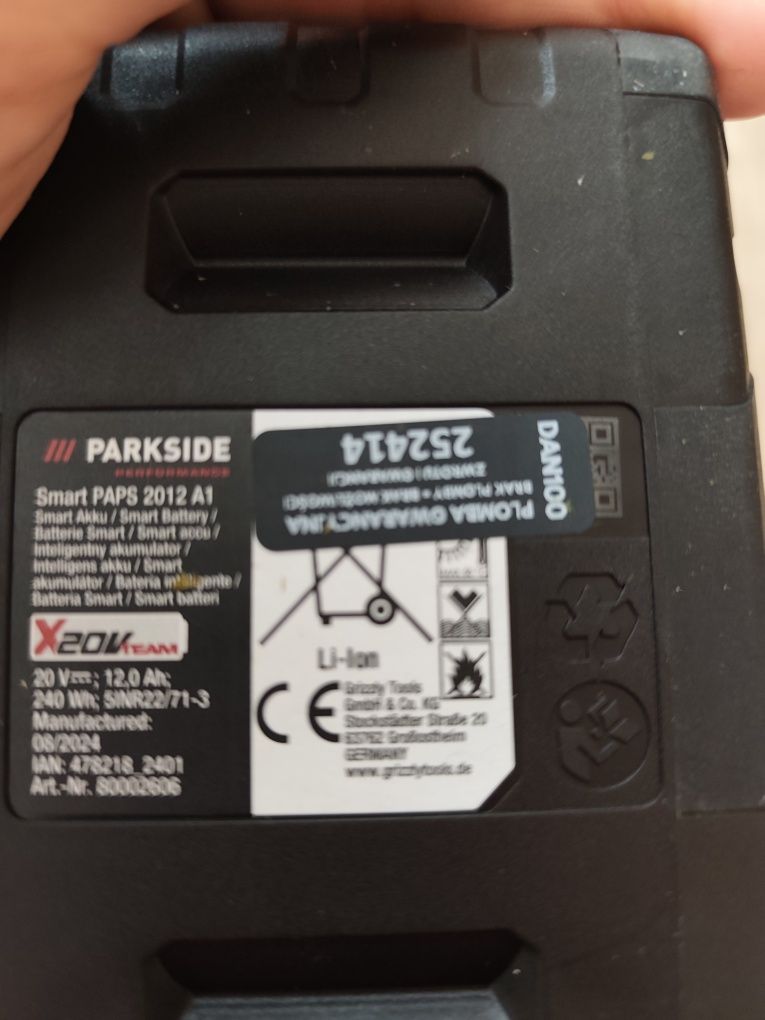 /// PARKSIDE
PERFORMANCE
Smart PAPS 2012 A1
Smart Akku / Smart Battery /
Batterie Smart / Smart accu /
Inteligentny akumulator /
Intelligens akku / Smart
akumulátor / Batería inteligente /
Batteria Smart / Smart batteri
X20V TEAM
20 V⎓; 12,0 Ah;
240 Wh; 5INR22/71-3
Manufactured:
08/2024
IAN: 478218_2401
Art.-Nr. 80002606
DAN100
PLOMBA GWARANCYJNA
BRAK PLOMBY = BRAK MOŻLIWOŚCI
ZWROTU I GWARANCJI
252414
Li-Ion
CE
Grizzly Tools
GmbH & Co. KG
Stockstädter Straße 20
63762 Großostheim
GERMANY
www.grizzlytools.de